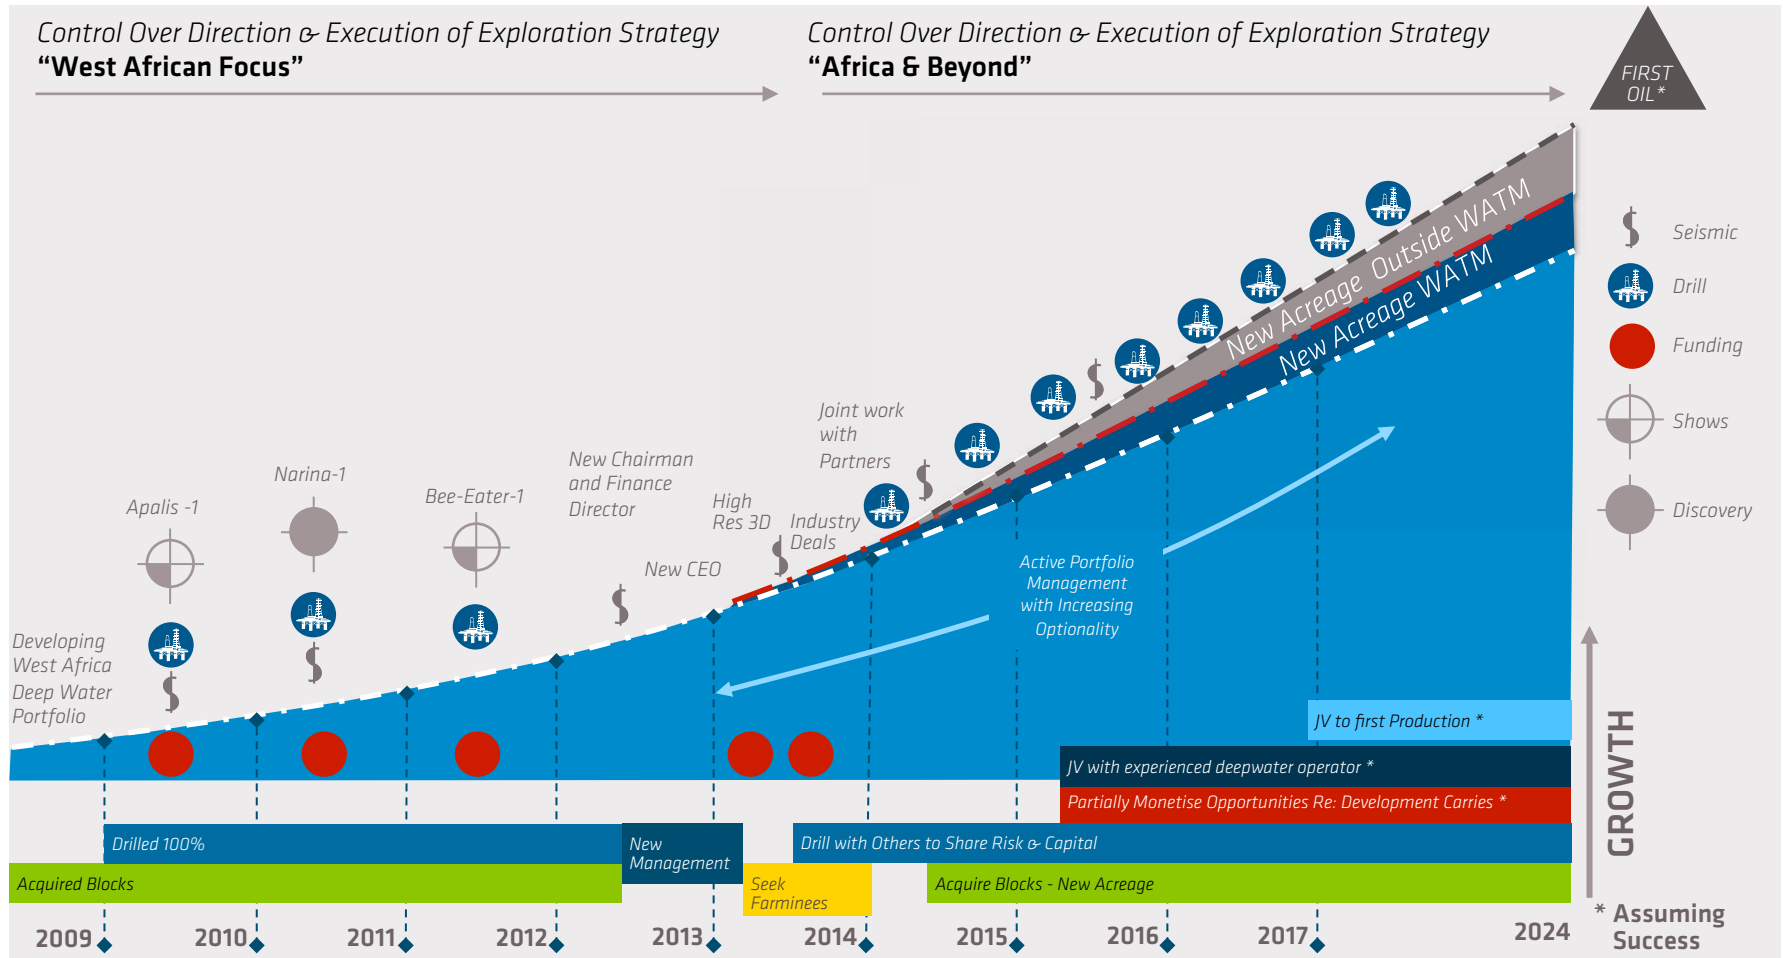 Control Over Direction & Execution of Exploration Strategy
“West African Focus”
Control Over Direction & Execution of Exploration Strategy
“Africa & Beyond”
FIRST
OIL*
Seismic
Drill
Funding
Shows
Discovery
New Acreage Outside WATM
New Acreage WATM
Joint work
with
Partners
New Chairman
and Finance
Director
High
Res 3D
Industry
Deals
New CEO
Narina-1
Bee-Eater-1
Apalis -1
Developing
West Africa
Deep Water
Portfolio
Active Portfolio
Management
with Increasing
Optionality
JV to first Production *
JV with experienced deepwater operator *
Partially Monetise Opportunities Re: Development Carries *
Drilled 100%
New
Management
Drill with Others to Share Risk & Capital
Acquired Blocks
Seek
Farminees
Acquire Blocks - New Acreage
GROWTH
* Assuming
Success
2009
2010
2011
2012
2013
2014
2015
2016
2017
2024